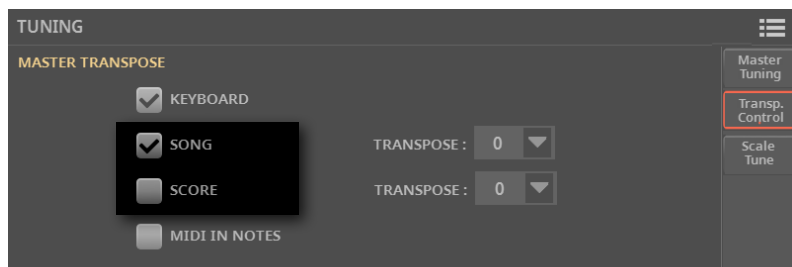 TUNING
MASTER TRANSPOSE
KEYBOARD
SONG
TRANSPOSE : 0
SCORE
TRANSPOSE : 0
MIDI IN NOTES
Master
Tuning
Transp.
Control
Scale
Tune